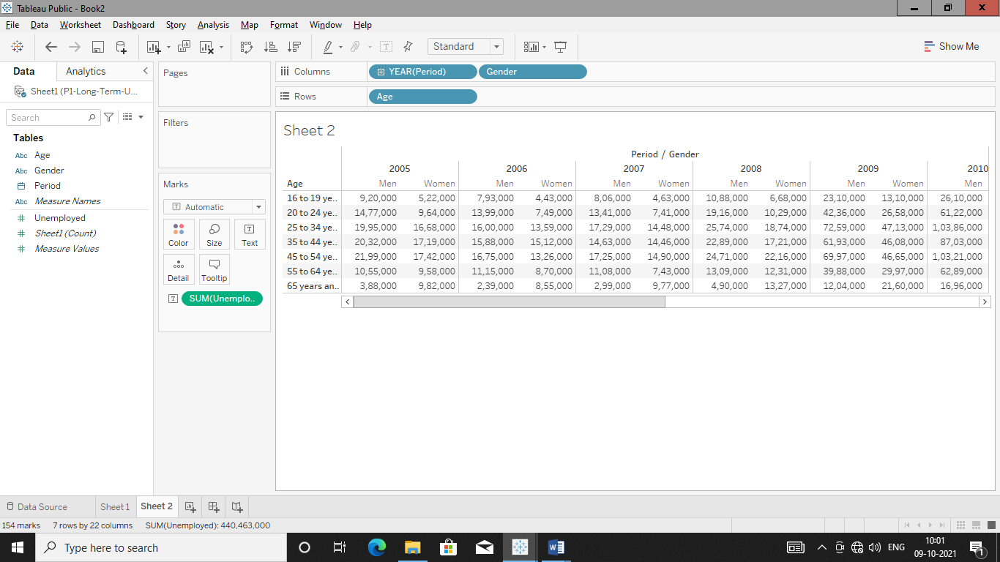 Tableau Public - Book2
File Data Worksheet Dashboard Story Analysis Map Format Window Help
Standard
Show Me
Data Analytics
Sheet1 (P1-Long-Term-U...
Search
Tables
Abc Age
Abc Gender
Period
Abc Measure Names
# Unemployed
# Sheet1 (Count)
# Measure Values
Pages
Filters
Marks
T Automatic
Color Size Text
Detail Tooltip
T SUM(Unemplo..
Columns YEAR(Period) Gender
Rows Age
Sheet 2
Period / Gender
2005 2006 2007 2008 2009 2010
Age Men Women Men Women Men Women Men Women Men Women Men
16 to 19 ye.. 9,20,000 5,22,000 7,93,000 4,43,000 8,06,000 4,63,000 10,88,000 6,68,000 23,10,000 13,10,000 26,10,000
20 to 24 ye.. 14,77,000 9,64,000 13,99,000 7,49,000 13,41,000 7,41,000 19,16,000 10,29,000 42,36,000 26,58,000 61,22,000
25 to 34 ye.. 19,95,000 16,68,000 16,00,000 13,59,000 17,29,000 14,48,000 25,74,000 18,74,000 72,59,000 47,13,000 1,03,86,000
35 to 44 ye.. 20,32,000 17,19,000 15,88,000 15,12,000 14,63,000 14,46,000 22,89,000 17,21,000 61,93,000 46,08,000 87,03,000
45 to 54 ye.. 21,99,000 17,42,000 16,75,000 13,26,000 17,25,000 14,90,000 24,71,000 22,16,000 69,97,000 46,65,000 1,03,21,000
55 to 64 ye.. 10,55,000 9,58,000 11,15,000 8,70,000 11,08,000 7,43,000 13,09,000 12,31,000 39,88,000 29,97,000 62,89,000
65 years an.. 3,88,000 9,82,000 2,39,000 8,55,000 2,99,000 9,77,000 4,90,000 13,27,000 12,04,000 21,60,000 16,96,000
Data Source Sheet 1 Sheet 2
154 marks 7 rows by 22 columns SUM(Unemployed): 440,463,000
Type here to search
ENG
10:01
09-10-2021
1